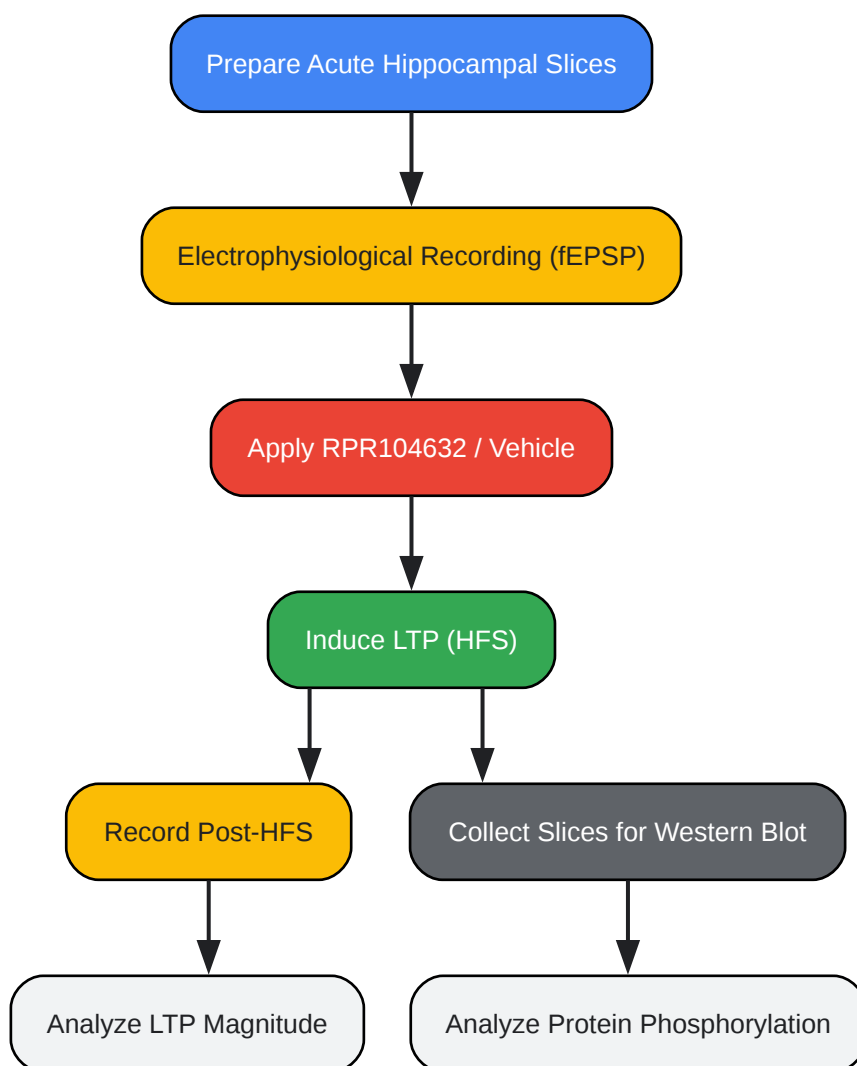 Prepare Acute Hippocampal Slices
Electrophysiological Recording (fEPSP)
Apply RPR104632 / Vehicle
Induce LTP (HFS)
Record Post-HFS
Collect Slices for Western Blot
Analyze LTP Magnitude
Analyze Protein Phosphorylation